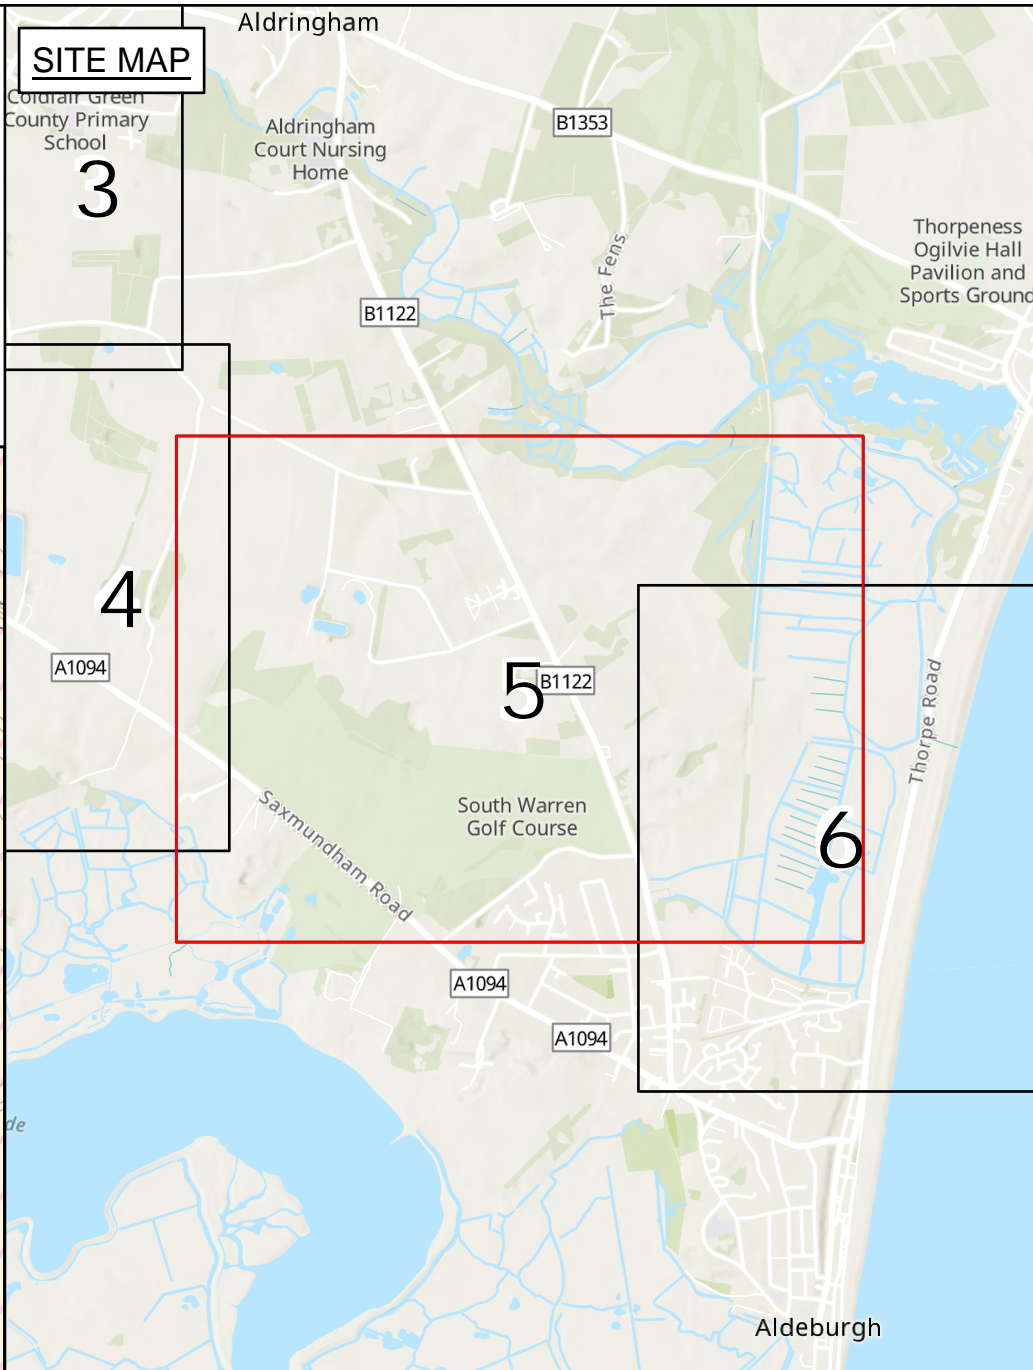 Aldringham
SITE MAP
Coldfair Green
County Primary
School
3
Aldringham
Court Nursing
Home
B1353
The Fens
Thorpeness
Ogilvie Hall
Pavilion and
Sports Ground
B1122
4
A1094
5
B1122
Thorpe Road
South Warren
Golf Course
Saxmundham Road
6
A1094
A1094
de
Aldeburgh